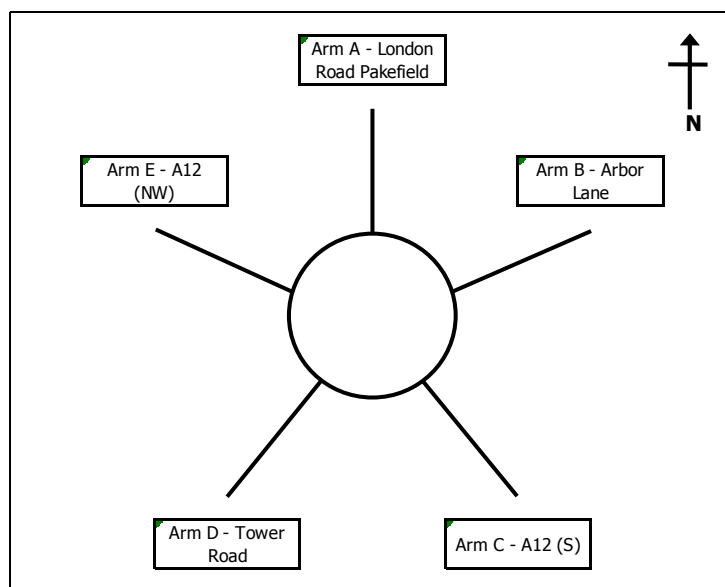 Arm A - London
Road Pakefield
N
Arm E - A12
(NW)
Arm B - Arbor
Lane
Arm D - Tower
Road
Arm C - A12 (S)